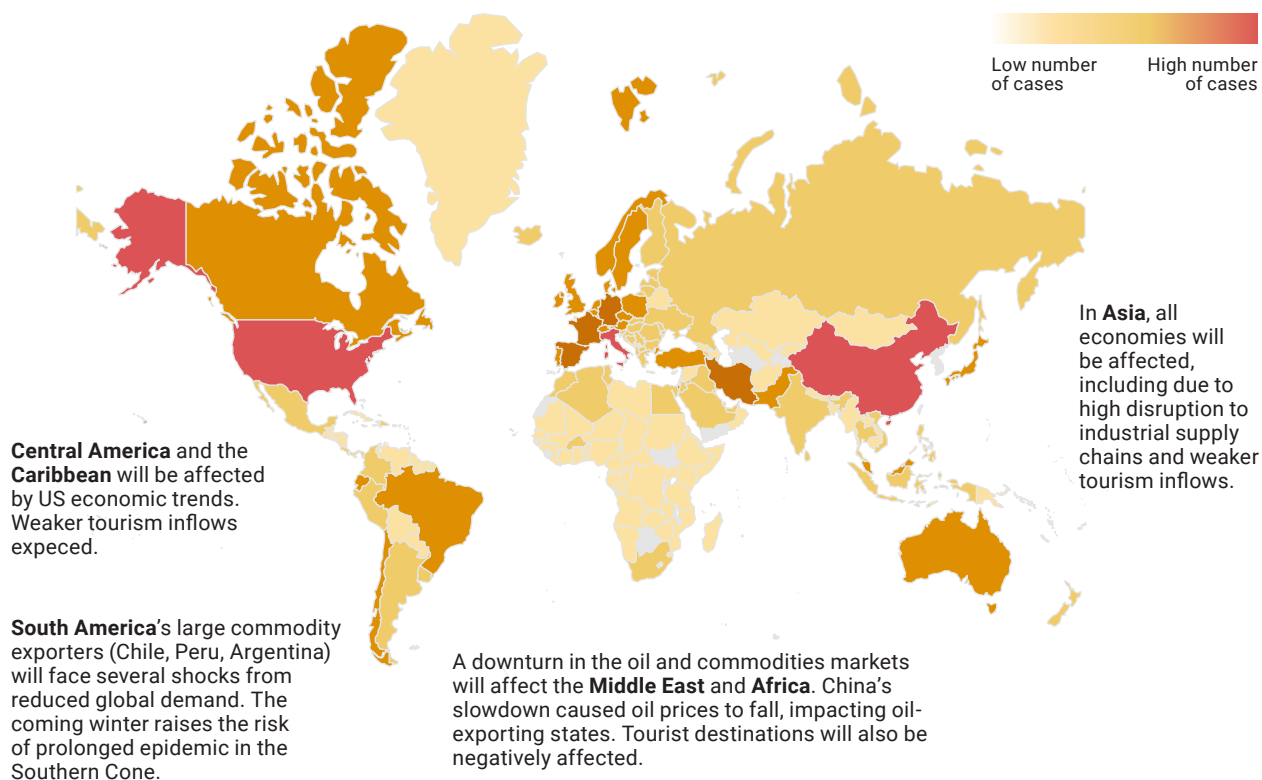 Low number
of cases
High number
of cases
In Asia, all
economies will
be affected,
including due to
high disruption to
industrial supply
chains and weaker
tourism inflows.
Central America and the
Caribbean will be affected
by US economic trends.
Weaker tourism inflows
expeced.
South America's large commodity
exporters (Chile, Peru, Argentina)
will face several shocks from
reduced global demand. The
coming winter raises the risk
of prolonged epidemic in the
Southern Cone.
A downturn in the oil and commodities markets
will affect the Middle East and Africa. China's
slowdown caused oil prices to fall, impacting oil-
exporting states. Tourist destinations will also be
negatively affected.